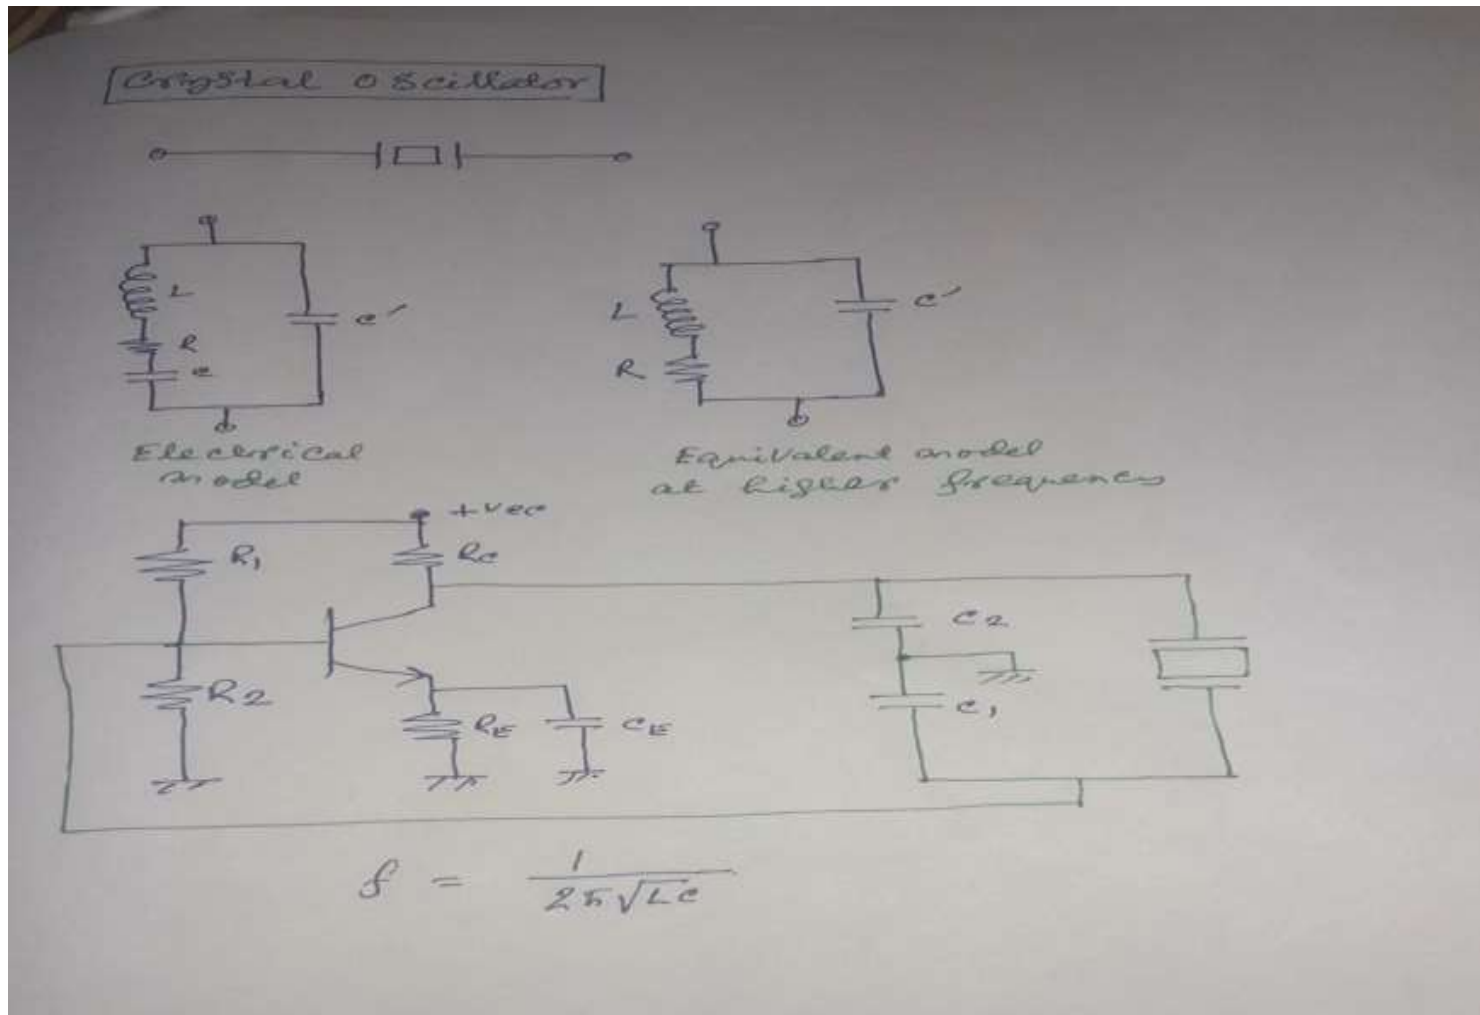 Crystal Oscillator
L
R
c
c'
L
R
c'
Electrical
model
Equivalent model
at higher frequency
+Vcc
R1
Rc
C2
R2
RE
CE
C1
f = 1 / 2π√LC